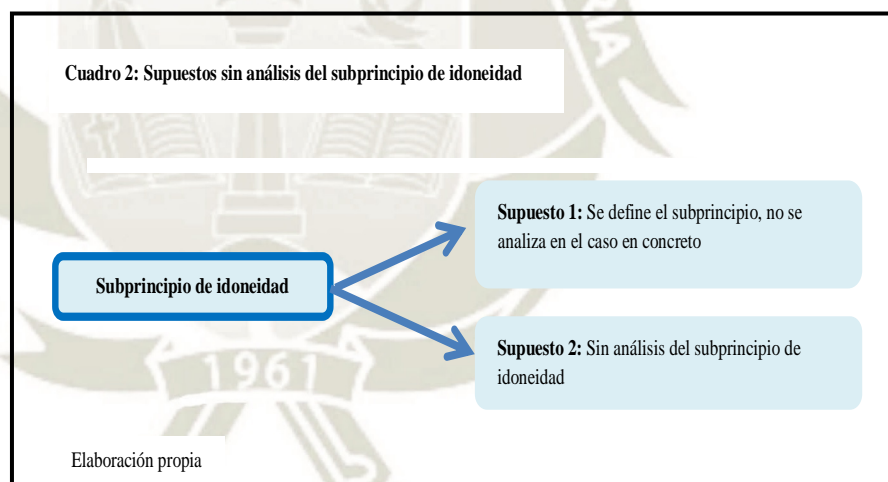 RIA
Cuadro 2: Supuestos sin análisis del subprincipio de idoneidad
Supuesto 1: Se define el subprincipio, no se
analiza en el caso en concreto
Subprincipio de idoneidad
Supuesto 2: Sin análisis del subprincipio de
idoneidad
1961
Elaboración propia